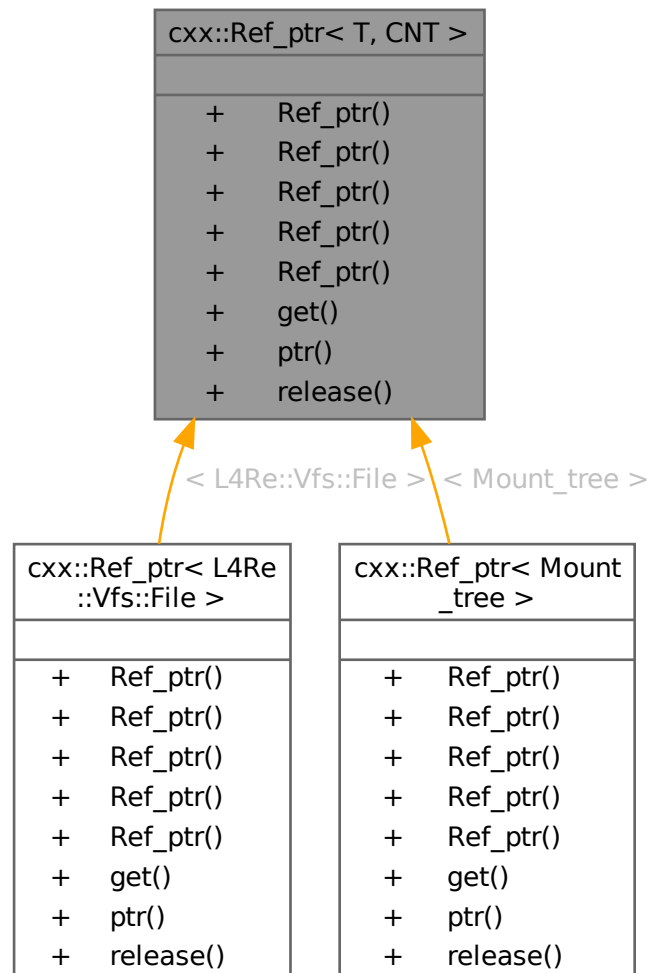 cxx::Ref_ptr< T, CNT >
+ Ref_ptr()
+ Ref_ptr()
+ Ref_ptr()
+ Ref_ptr()
+ Ref_ptr()
+ get()
+ ptr()
+ release()
< L4Re::Vfs::File >
< Mount_tree >
cxx::Ref_ptr< L4Re
::Vfs::File >
+ Ref_ptr()
+ Ref_ptr()
+ Ref_ptr()
+ Ref_ptr()
+ Ref_ptr()
+ get()
+ ptr()
+ release()
cxx::Ref_ptr< Mount
_tree >
+ Ref_ptr()
+ Ref_ptr()
+ Ref_ptr()
+ Ref_ptr()
+ Ref_ptr()
+ get()
+ ptr()
+ release()